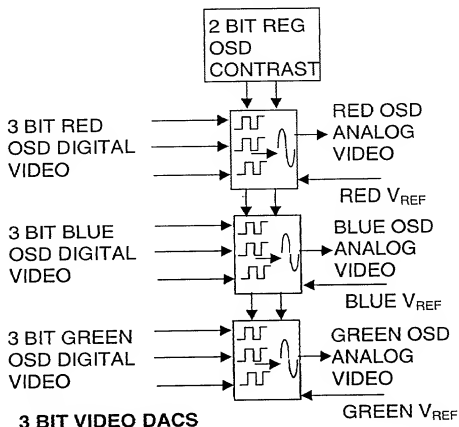 2 BIT REG
OSD
CONTRAST
3 BIT RED
OSD DIGITAL
VIDEO
RED OSD
ANALOG
VIDEO
RED VREF
3 BIT BLUE
OSD DIGITAL
VIDEO
BLUE OSD
ANALOG
VIDEO
BLUE VREF
3 BIT GREEN
OSD DIGITAL
VIDEO
GREEN OSD
ANALOG
VIDEO
GREEN VREF
3 BIT VIDEO DACS